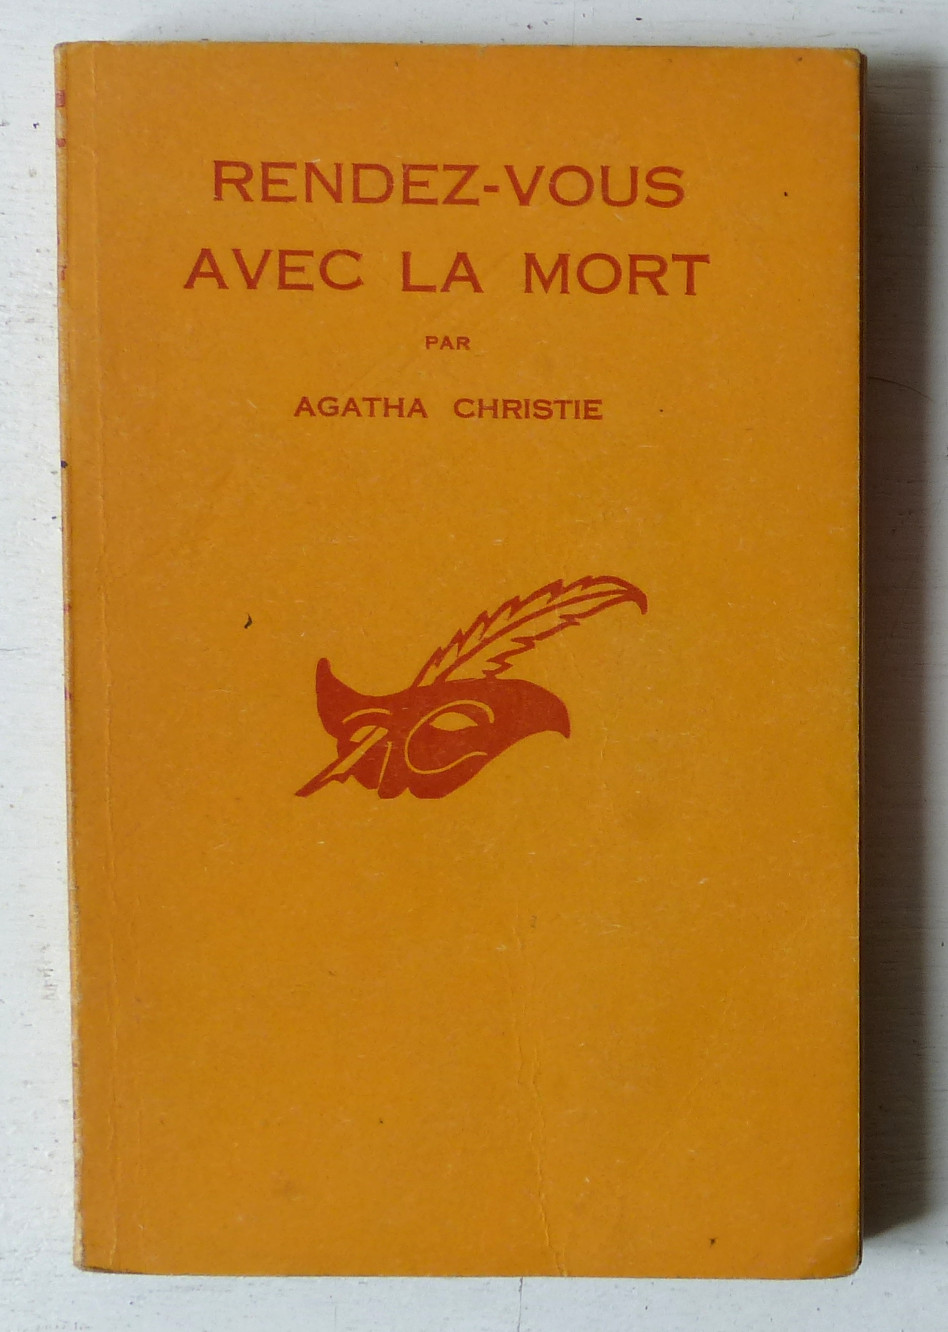 RENDEZ-VOUS
AVEC LA MORT
PAR
AGATHA CHRISTIE